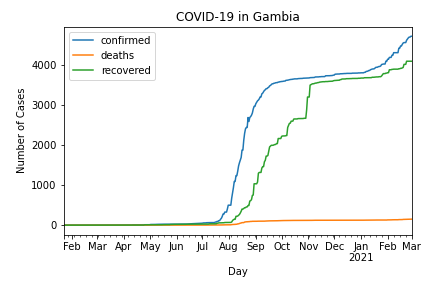 COVID-19 in Gambia
confirmed
deaths
recovered
Number of Cases
4000
3000
2000
1000
0
Feb Mar Apr May Jun Jul Aug Sep Oct Nov Dec Jan Feb Mar
2021
Day